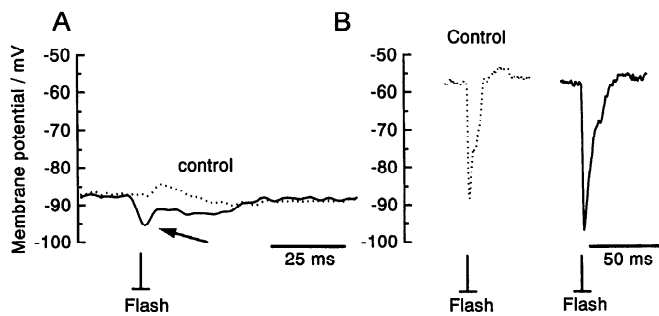 A
B
Membrane potential / mV
-50
-60
-70
-80
-90
-100
control
25 ms
Flash
Control
-50
-60
-70
-80
-90
-100
50 ms
Flash
Flash